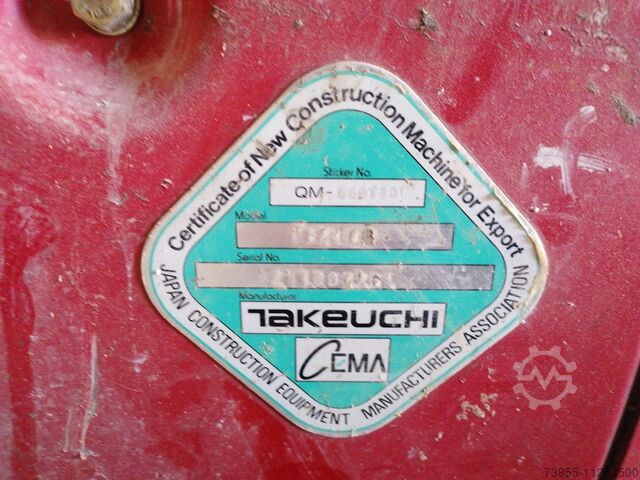 Certificate of New Construction Machine for Export
Sticker No.
QM-
Model
Serial No.
Manufacturer
TAKEUCHI
CEMA
JAPAN CONSTRUCTION EQUIPMENT MANUFACTURERS ASSOCIATION